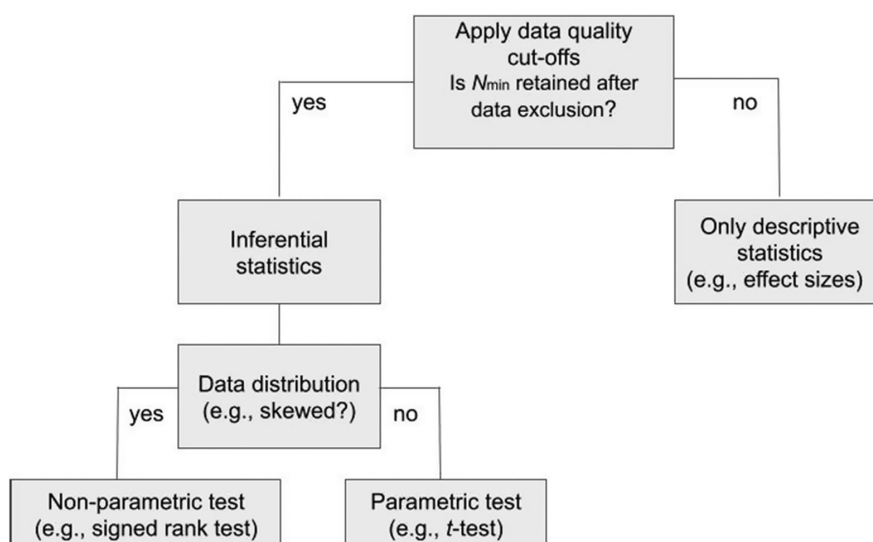 Apply data quality
cut-offs
Is Nmin retained after
data exclusion?
yes
no
Inferential
statistics
Only descriptive
statistics
(e.g., effect sizes)
Data distribution
(e.g., skewed?)
yes
no
Non-parametric test
(e.g., signed rank test)
Parametric test
(e.g., t-test)